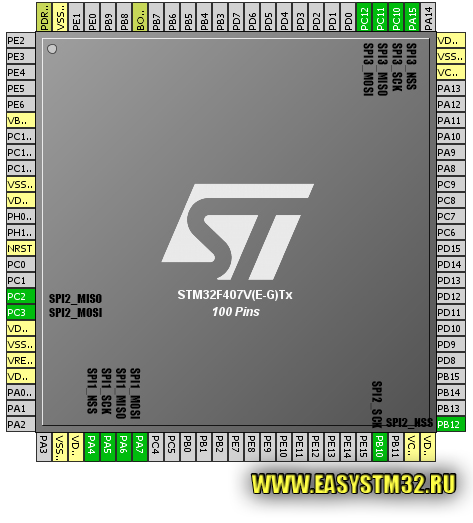 PDR..
VSS..
PE1
PE0
PB9
PB8
BO..
PB7
PB6
PB5
PB4
PB3
PD7
PD6
PD5
PD4
PD3
PD2
PD1
PD0
PC12
PC11
PC10
PA15
PA14
SPI3_MOSI
SPI3_MISO
SPI3_SCK
SPI3_NSS
PE2
PE3
PE4
PE5
PE6
VB..
PC1..
PC1..
PC1..
VSS..
VD..
PH0..
PH1..
NRST
PC0
PC1
PC2
PC3
VD..
VSS..
VRE..
VD..
PA0..
PA1
PA2
SPI2_MISO
SPI2_MOSI
STM32F407V(E-G)Tx
100 Pins
VD..
VSS..
VC..
PA13
PA12
PA11
PA10
PA9
PA8
PC9
PC8
PC7
PC6
PD15
PD14
PD13
PD12
PD11
PD10
PD9
PD8
PB15
PB14
PB13
PB12
SPI1_NSS
SPI1_SCK
SPI1_MISO
SPI1_MOSI
SPI2_SCK
SPI2_NSS
PA3
VSS..
VD..
PA4
PA5
PA6
PA7
PC4
PC5
PB0
PB1
PB2
PE7
PE8
PE9
PE10
PE11
PE12
PE13
PE14
PE15
PB10
PB11
VC..
VD..
WWW.EASYSTM32.RU